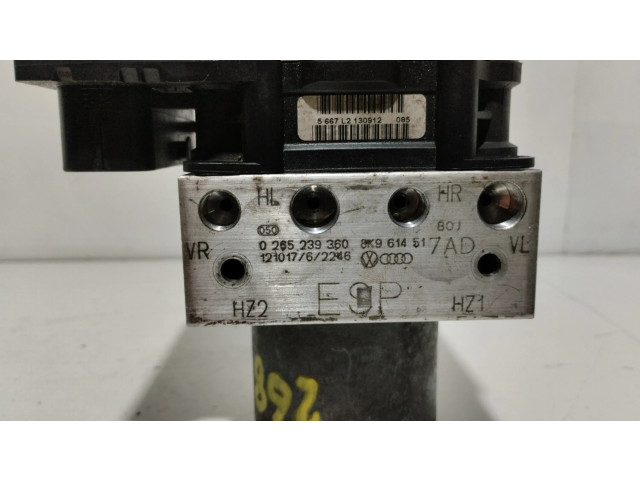 5 667 L2 130912 085
HL HR
050 BOJ
VR 0 265 239 360 8K9 614 517AD VL
121017/6/2246
HZ2 ESP HZ1
892